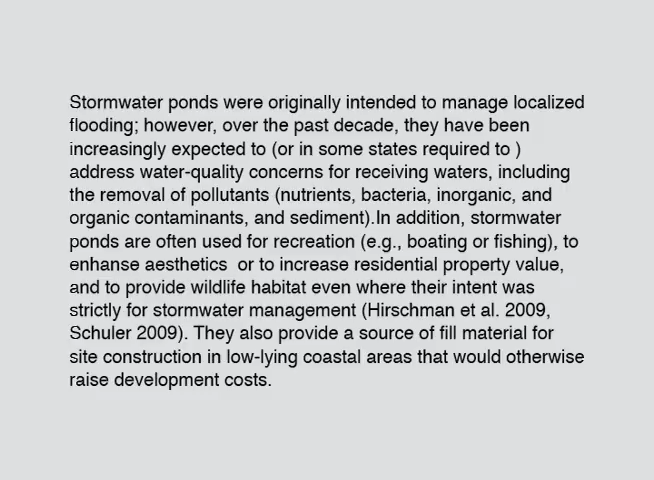 Stormwater ponds were originally intended to manage localized
flooding; however, over the past decade, they have been
increasingly expected to (or in some states required to )
address water-quality concerns for receiving waters, including
the removal of pollutants (nutrients, bacteria, inorganic, and
organic contaminants, and sediment).In addition, stormwater
ponds are often used for recreation (e.g., boating or fishing), to
enhanse aesthetics  or to increase residential property value,
and to provide wildlife habitat even where their intent was
strictly for stormwater management (Hirschman et al. 2009,
Schuler 2009). They also provide a source of fill material for
site construction in low-lying coastal areas that would otherwise
raise development costs.